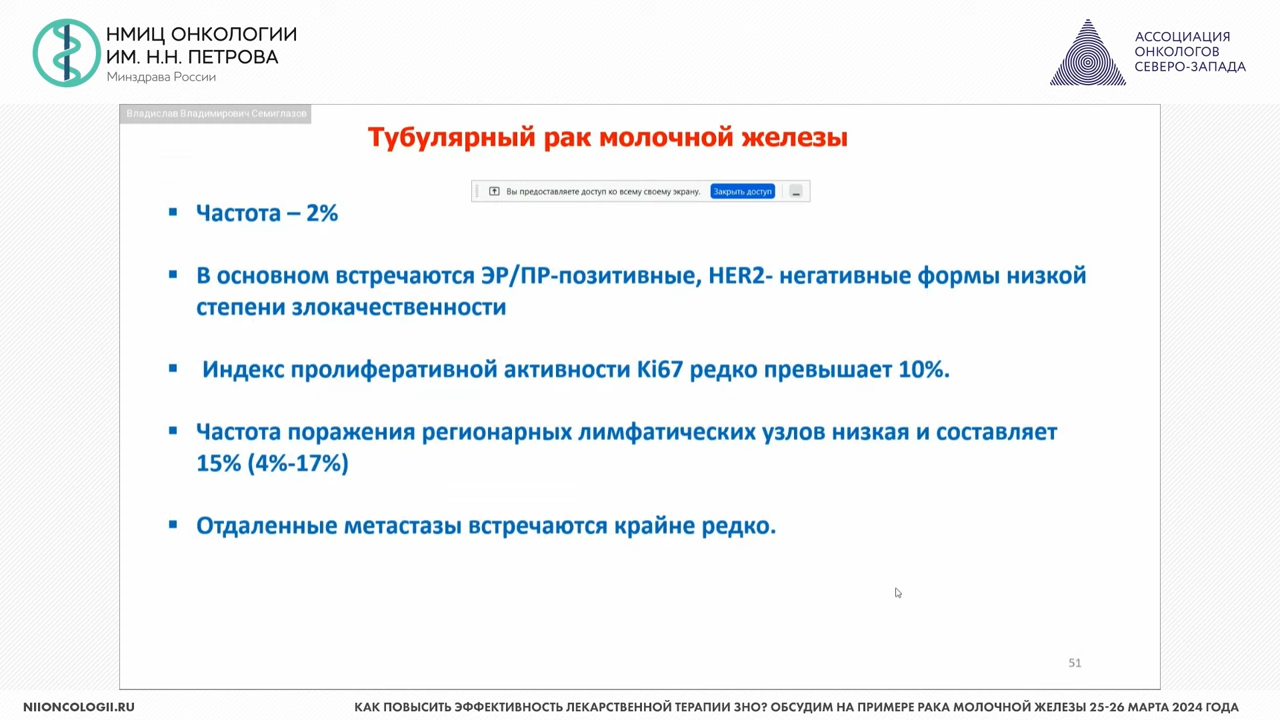 НМИЦ ОНКОЛОГИИ
ИМ. Н.Н. ПЕТРОВА
Минздрава России
АССОЦИАЦИЯ
ОНКОЛОГОВ
СЕВЕРО-ЗАПАДА
Владислав Владимирович Семиглазов
Тубулярный рак молочной железы
Вы предоставляете доступ ко всему своему экрану. Закрыть доступ
▪ Частота – 2%
▪ В основном встречаются ЭР/ПР-позитивные, HER2- негативные формы низкой
степени злокачественности
▪ Индекс пролиферативной активности Ki67 редко превышает 10%.
▪ Частота поражения регионарных лимфатических узлов низкая и составляет
15% (4%-17%)
▪ Отдаленные метастазы встречаются крайне редко.
51
NIIONCOLOGII.RU
КАК ПОВЫСИТЬ ЭФФЕКТИВНОСТЬ ЛЕКАРСТВЕННОЙ ТЕРАПИИ ЗНО? ОБСУДИМ НА ПРИМЕРЕ РАКА МОЛОЧНОЙ ЖЕЛЕЗЫ 25-26 МАРТА 2024 ГОДА